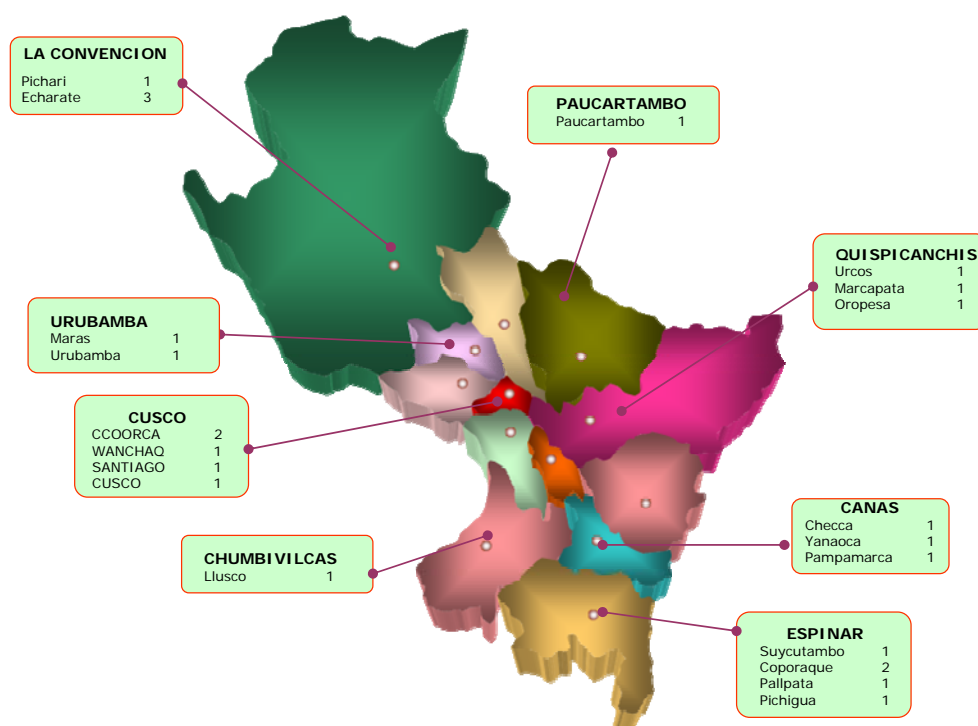 LA CONVENCION
Pichari 1
Echarate 3
PAUCARTAMBO
Paucartambo 1
QUISPICANCHIS
Urcos 1
Marcapata 1
Oropesa 1
URUBAMBA
Maras 1
Urubamba 1
CUSCO
CCOORCA 2
WANCHAQ 1
SANTIAGO 1
CUSCO 1
CANAS
Checca 1
Yanaoca 1
Pampamarca 1
CHUMBIVILCAS
Llusco 1
ESPINAR
Suycutambo 1
Coporaque 2
Pallpata 1
Pichigua 1